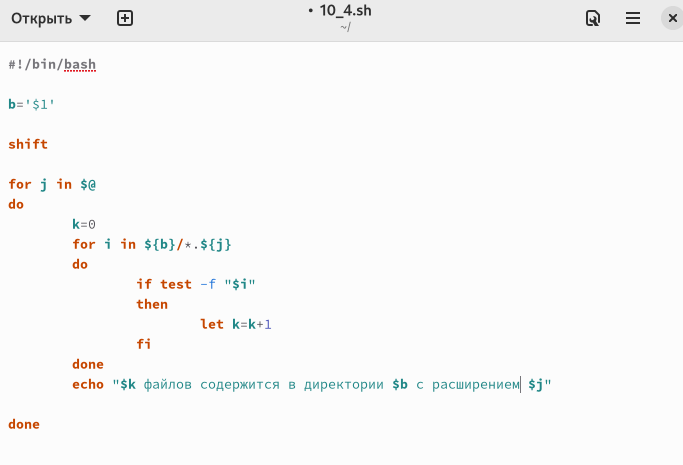 Открыть
• 10_4.sh
~/
#!/bin/bash
b='$1'
shift
for j in $@
do
k=0
for i in ${b}/*.${j}
do
if test -f "$i"
then
let k=k+1
fi
done
echo "$k файлов содержится в директории $b с расширением $j"
done